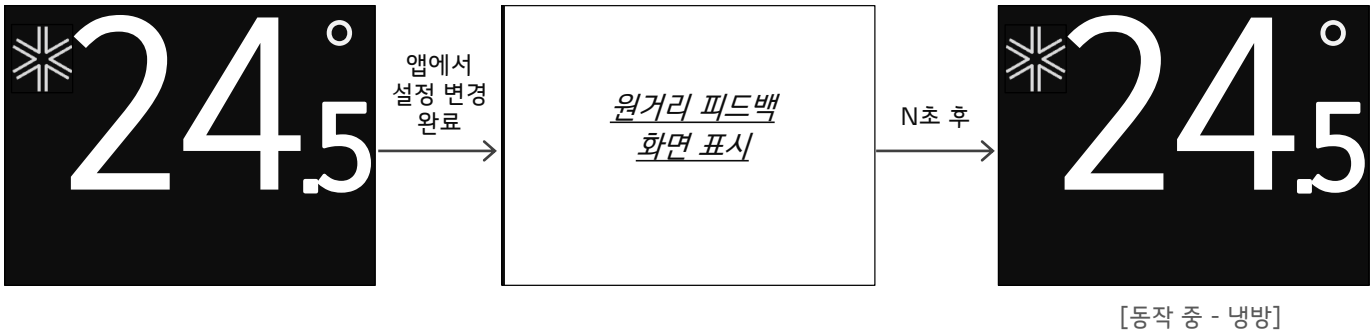 24.5°
앱에서
설정 변경
완료
원거리 피드백
화면 표시
N초 후
24.5°
[동작 중 - 냉방]